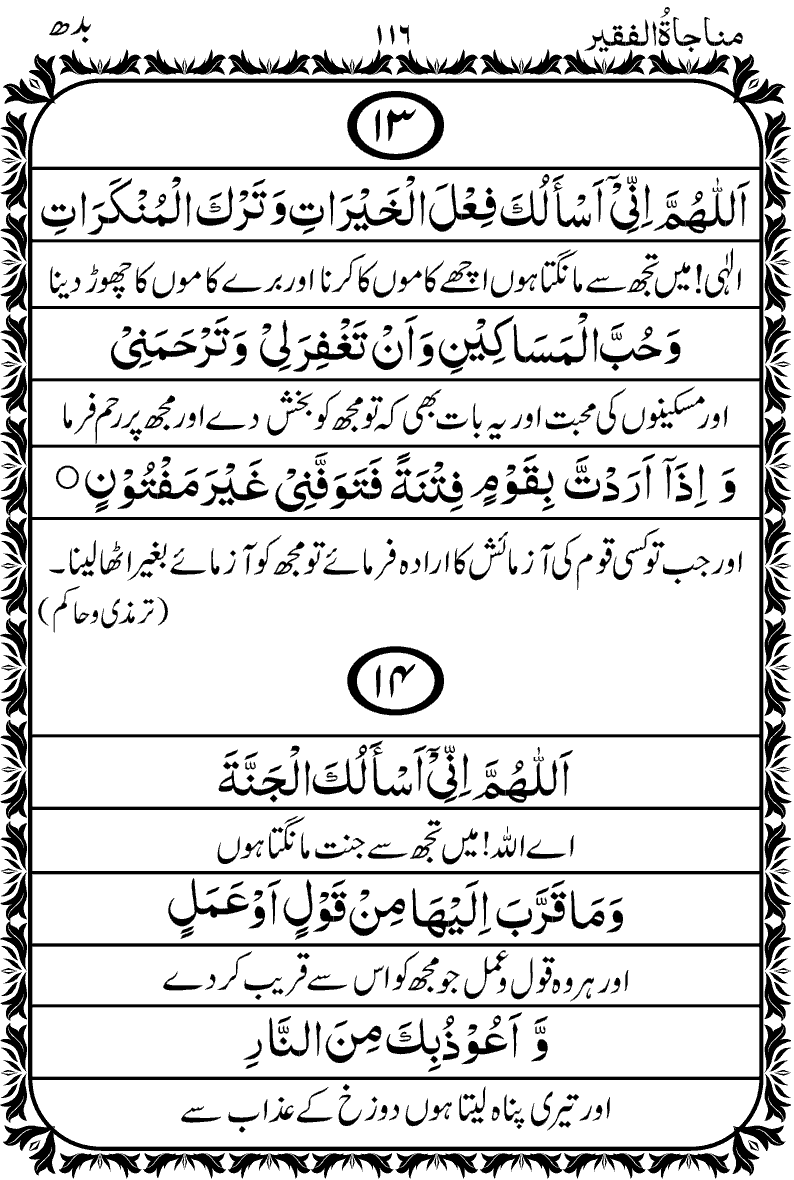 مناجاةُ الفقیر ۱۱۶ بدھ
۱۳
اَللّٰهُمَّ اِنِّیْۤ اَسْأَلُكَ فِعْلَ الْخَیْرَاتِ وَ تَرْكَ الْمُنْكَرَاتِ
الٰہی! میں تجھ سے مانگتا ہوں اچھے کاموں کا کرنا اور برے کاموں کا چھوڑ دینا
وَ حُبَّ الْمَسَاكِیْنِ وَ اَنْ تَغْفِرَ لِیْ وَ تَرْحَمَنِیْ
اور مسکینوں کی محبت اور یہ بات بھی کہ تو مجھ کو بخش دے اور مجھ پر رحم فرما
وَ اِذَاۤ اَرَدْتَّ بِقَوْمٍ فِتْنَةً فَتَوَفَّنِیْ غَیْرَ مَفْتُوْنٍ ○
اور جب تو کسی قوم کی آزمائش کا ارادہ فرمائے تو مجھ کو آزمائے بغیر اٹھا لینا۔
(ترمذی و حاکم)
۱۴
اَللّٰهُمَّ اِنِّیْۤ اَسْأَلُكَ الْجَنَّةَ
اے اللہ! میں تجھ سے جنت مانگتا ہوں
وَمَا قَرَّبَ اِلَیْهَا مِنْ قَوْلٍ اَوْ عَمَلٍ
اور ہر وہ قول و عمل جو مجھ کو اس سے قریب کر دے
وَّ اَعُوْذُ بِكَ مِنَ النَّارِ
اور تیری پناہ لیتا ہوں دوزخ کے عذاب سے